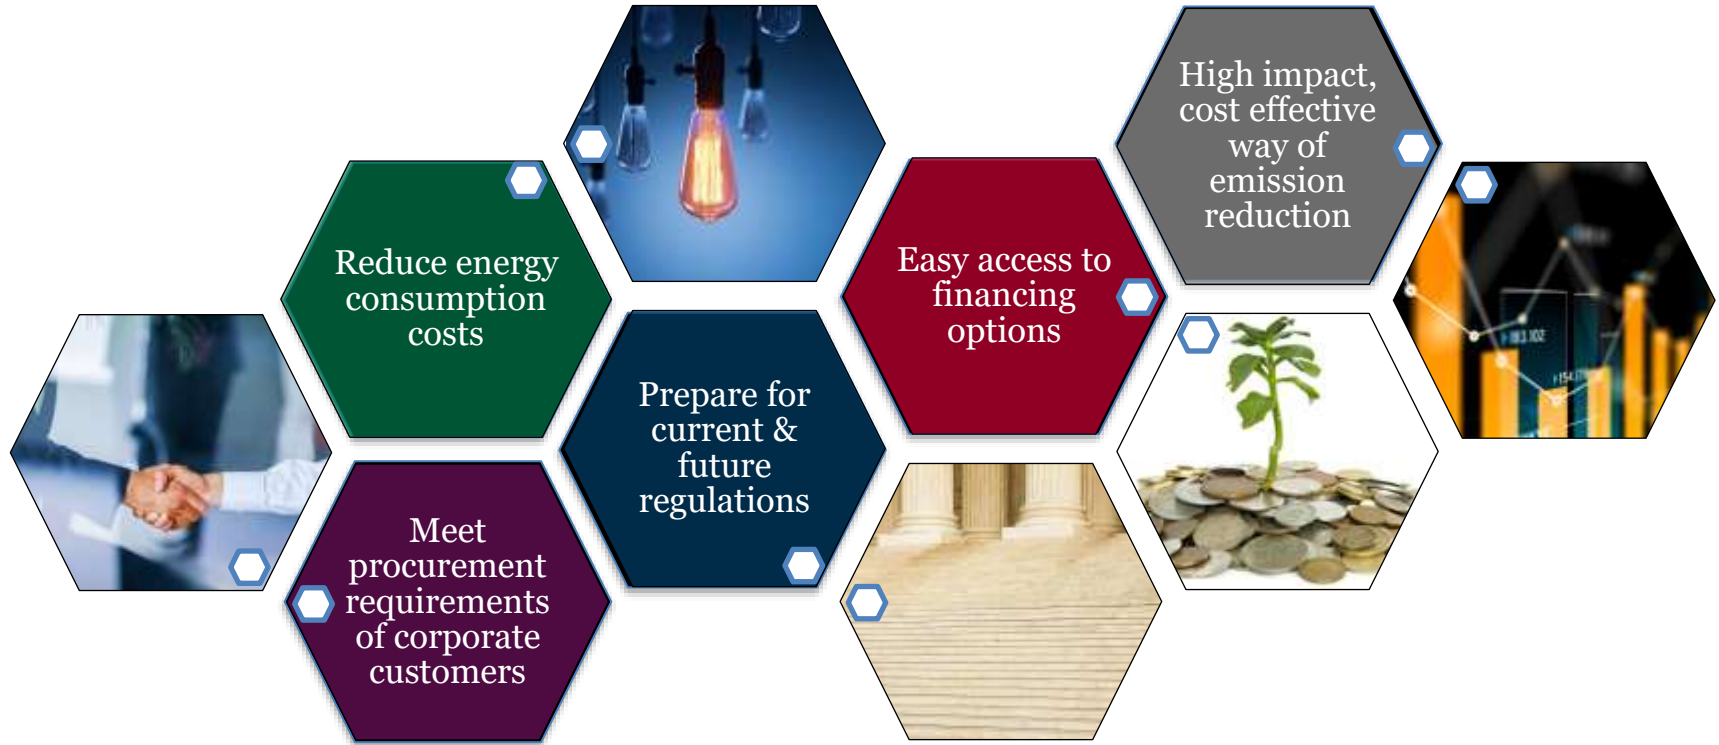 Reduce energy
consumption
costs
Meet
procurement
requirements
of corporate
customers
Prepare for
current &
future
regulations
Easy access to
financing
options
High impact,
cost effective
way of
emission
reduction